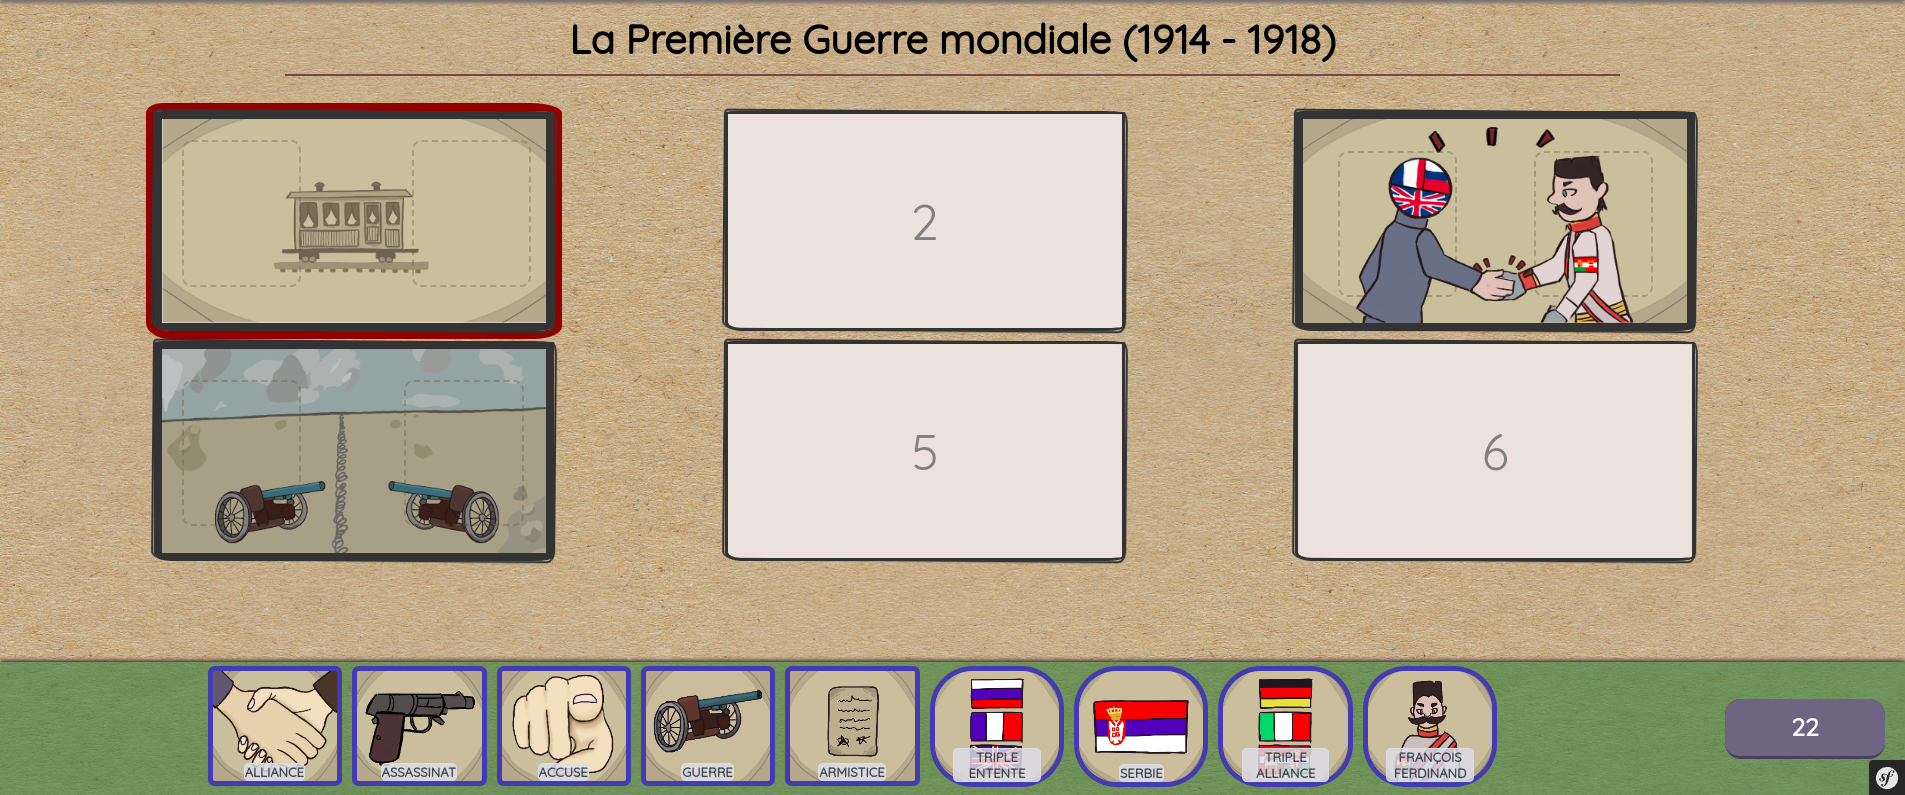 La Première Guerre mondiale (1914 - 1918)
2
5
6
ALLIANCE
ASSASSINAT
ACCUSE
GUERRE
ARMISTICE
TRIPLE
ENTENTE
SERBIE
TRIPLE
ALLIANCE
FRANÇOIS
FERDINAND
22
sf